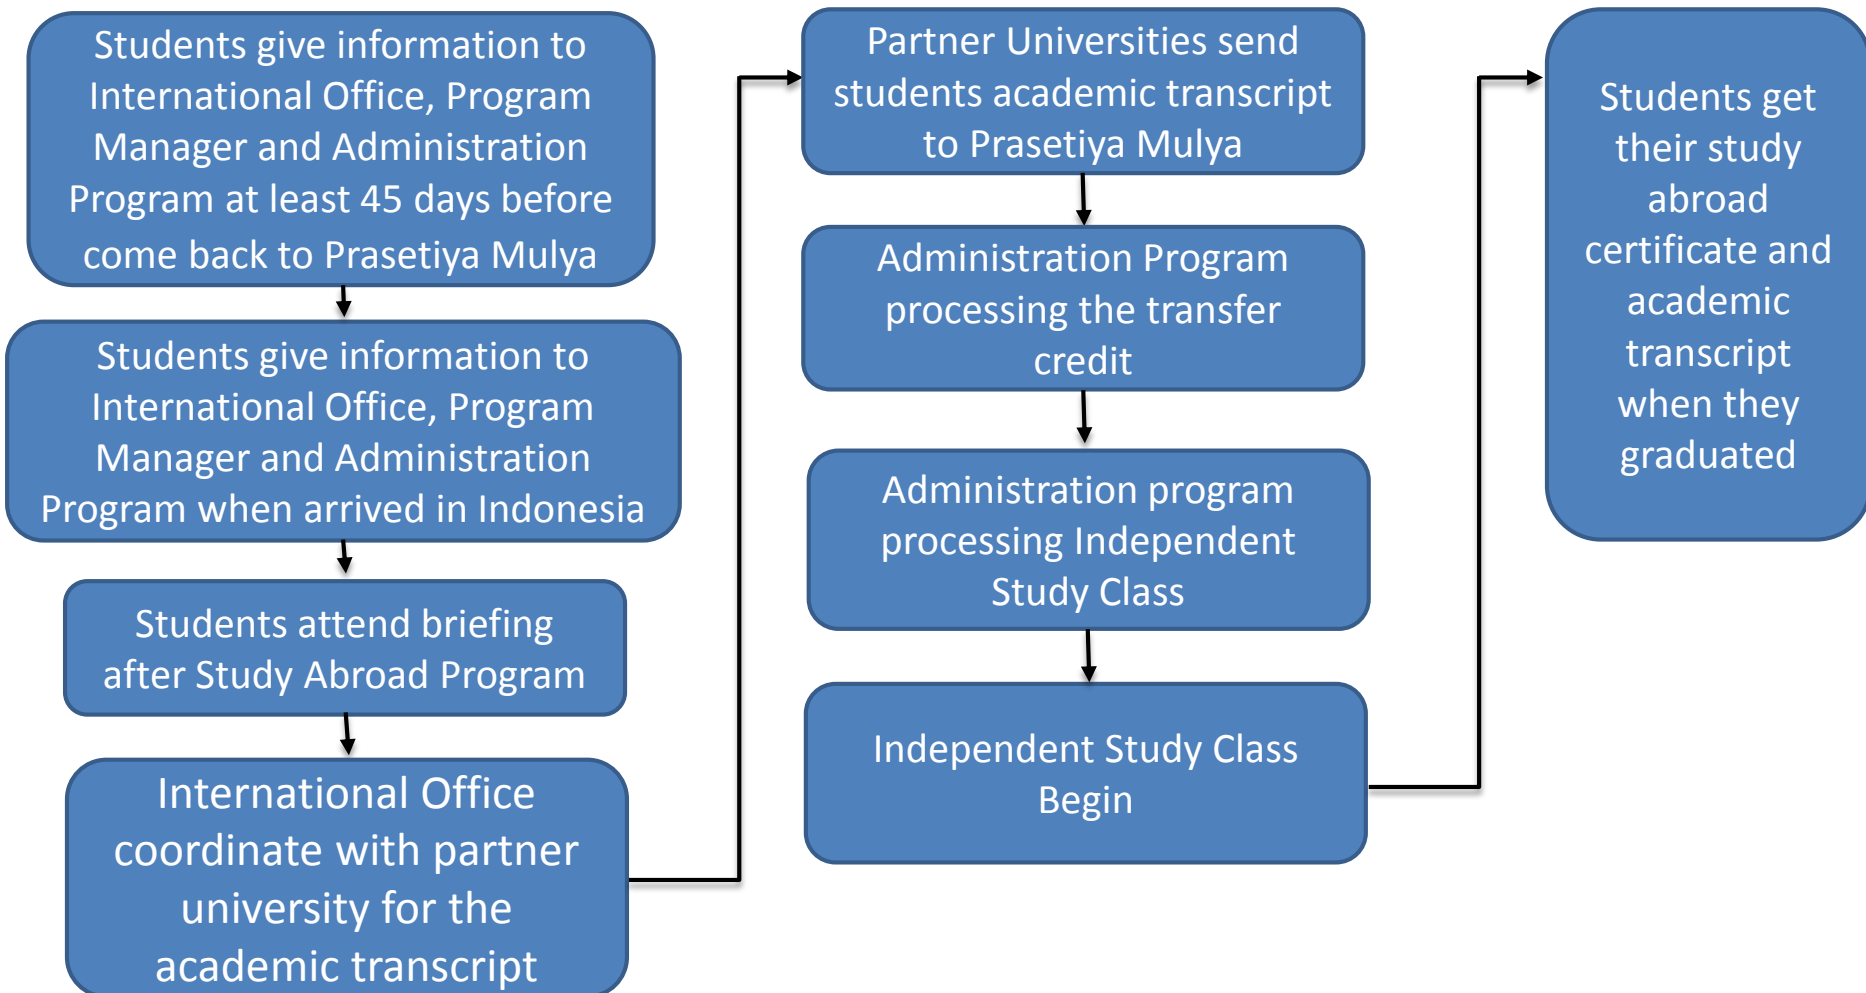 Students give information to
International Office, Program
Manager and Administration
Program at least 45 days before
come back to Prasetiya Mulya
Students give information to
International Office, Program
Manager and Administration
Program when arrived in Indonesia
Students attend briefing
after Study Abroad Program
International Office
coordinate with partner
university for the
academic transcript
Partner Universities send
students academic transcript
to Prasetiya Mulya
Administration Program
processing the transfer
credit
Administration program
processing Independent
Study Class
Independent Study Class
Begin
Students get
their study
abroad
certificate and
academic
transcript
when they
graduated